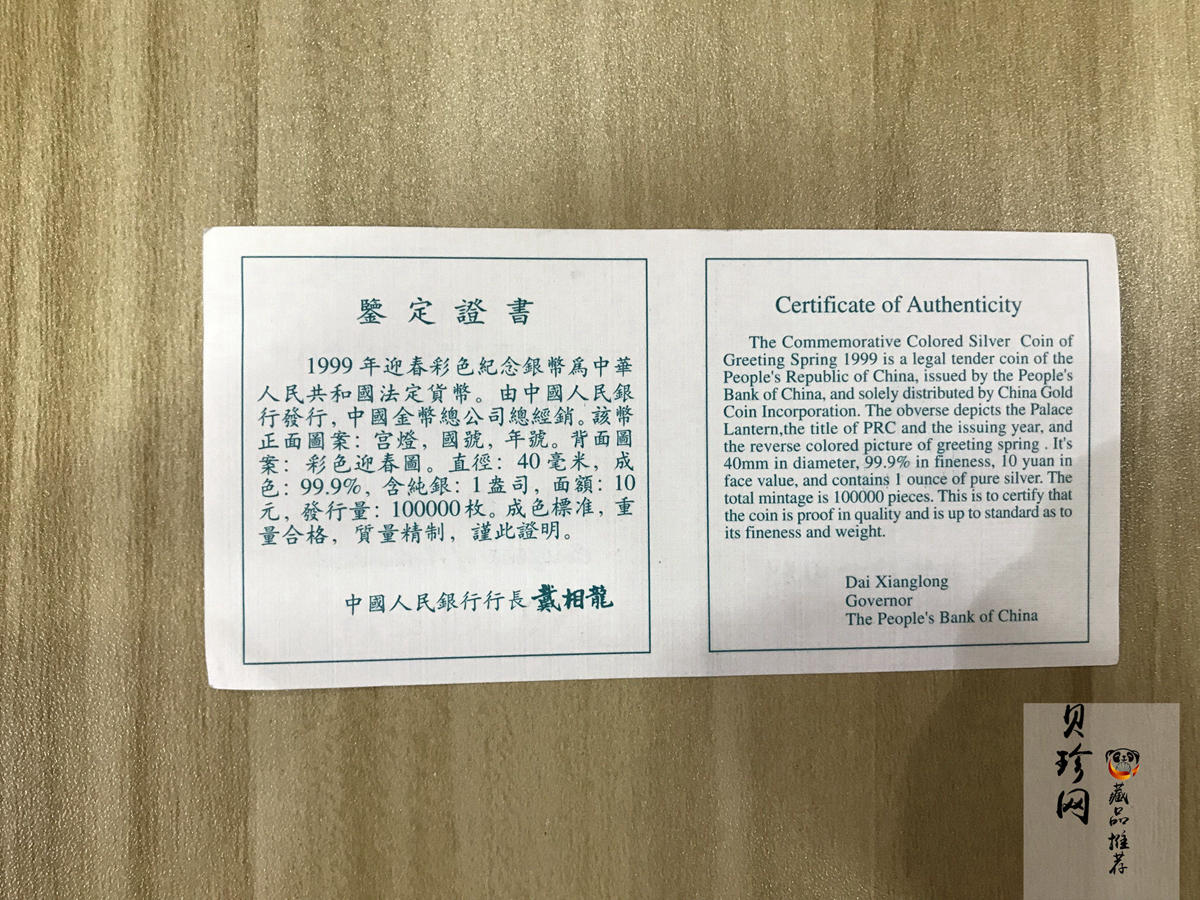 鑒定證書
1999年迎春彩色紀念銀幣爲中華
人民共和國法定貨幣。由中國人民銀
行發行，中國金幣總公司總經銷。該幣
正面圖案：宮燈，國號，年號。背面圖
案：彩色迎春圖。直徑：40毫米，成
色：99.9%，含純銀：1盎司，面額：10
元，發行量：100000枚。成色標准，重
量合格，質量精制，謹此證明。
中國人民銀行行長 戴相龍
Certificate of Authenticity
The Commemorative Colored Silver Coin of
Greeting Spring 1999 is a legal tender coin of the
People's Republic of China, issued by the People's
Bank of China, and solely distributed by China Gold
Coin Incorporation. The obverse depicts the Palace
Lantern,the title of PRC and the issuing year, and
the reverse colored picture of greeting spring . It's
40mm in diameter, 99.9% in fineness, 10 yuan in
face value, and contains 1 ounce of pure silver. The
total mintage is 100000 pieces. This is to certify that
the coin is proof in quality and is up to standard as to
its fineness and weight.
Dai Xianglong
Governor
The People's Bank of China
贝珍网
藏品推荐